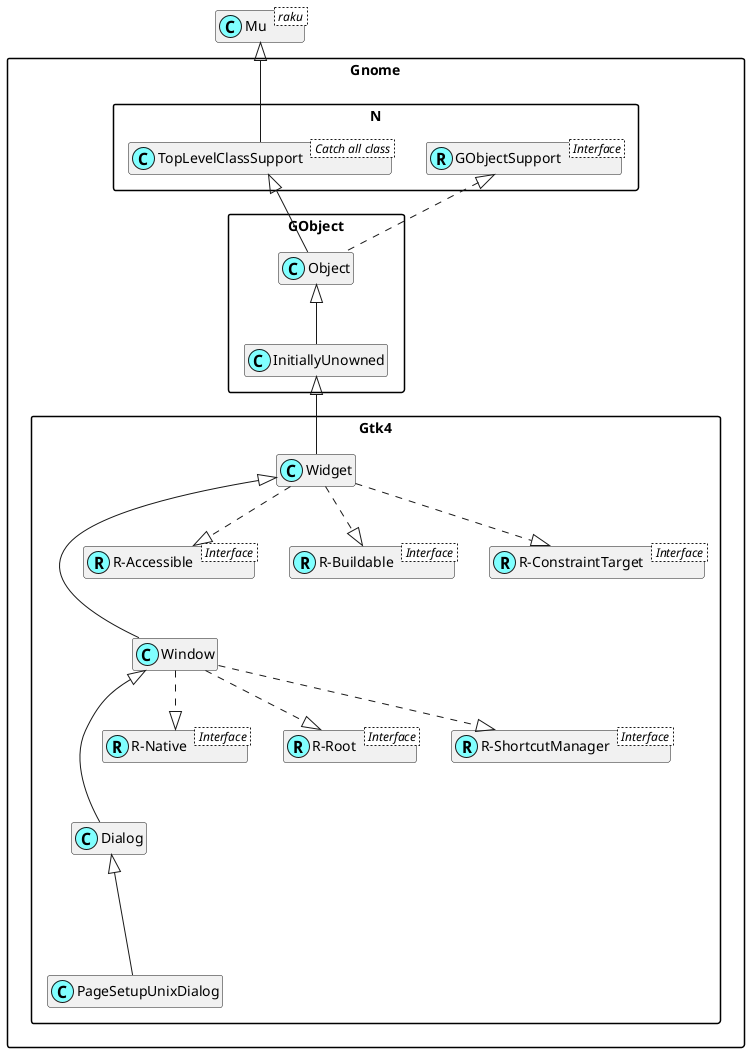 C Mu raku
Gnome
N
C TopLevelClassSupport Catch all class
R GObjectSupport Interface
GObject
C Object
C InitiallyUnowned
Gtk4
C Widget
R R-Accessible Interface
R R-Buildable Interface
R R-ConstraintTarget Interface
C Window
R R-Native Interface
R R-Root Interface
R R-ShortcutManager Interface
C Dialog
C PageSetupUnixDialog